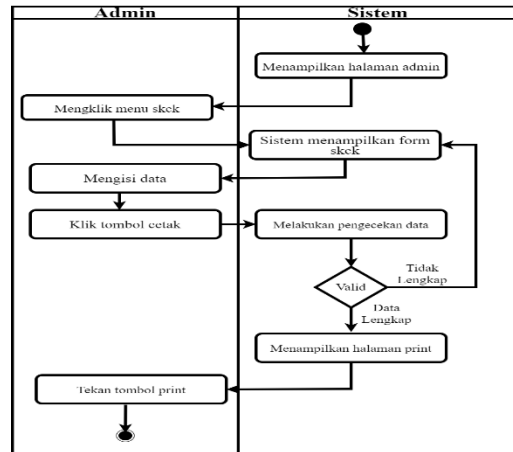 Admin
Sistem
Menampilkan halaman admin
Mengklik menu skck
Sistem menampilkan form
skck
Mengisi data
Klik tombol cetak
Melakukan pengecekan data
Tidak
Lengkap
Valid
Data
Lengkap
Menampilkan halaman print
Tekan tombol print